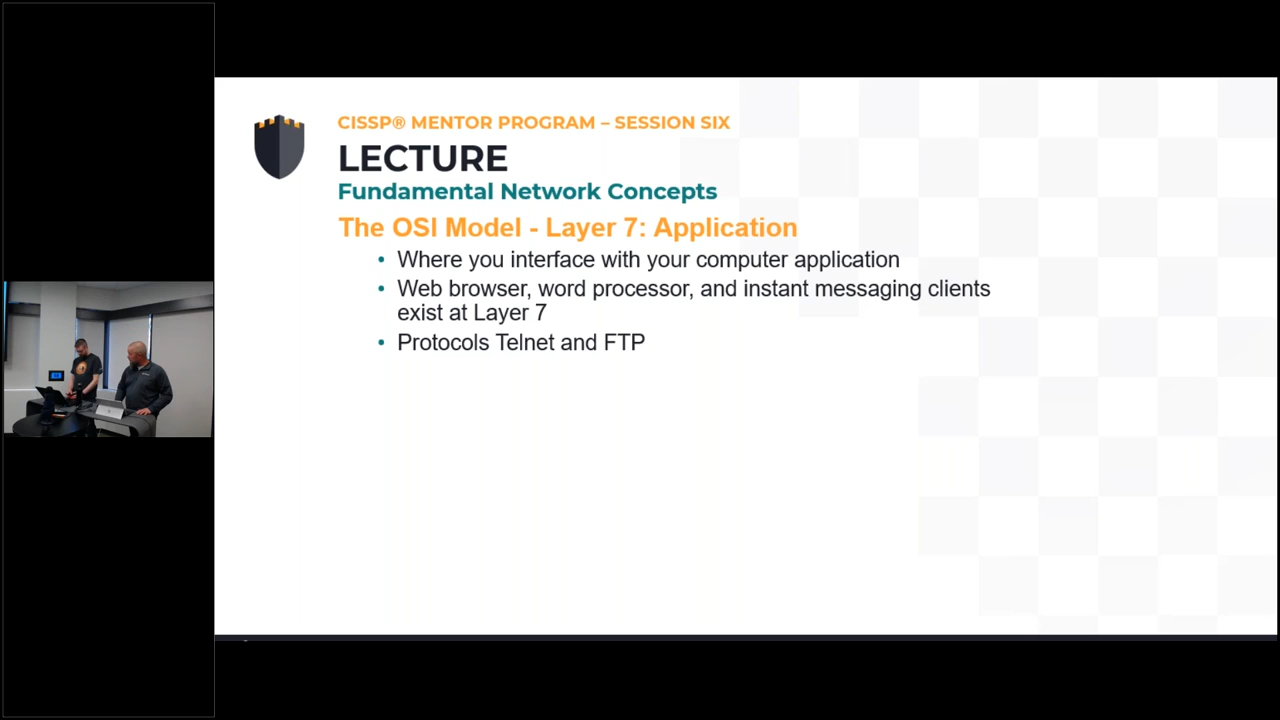 CISSP® MENTOR PROGRAM – SESSION SIX
LECTURE
Fundamental Network Concepts
The OSI Model - Layer 7: Application
• Where you interface with your computer application
• Web browser, word processor, and instant messaging clients
exist at Layer 7
• Protocols Telnet and FTP